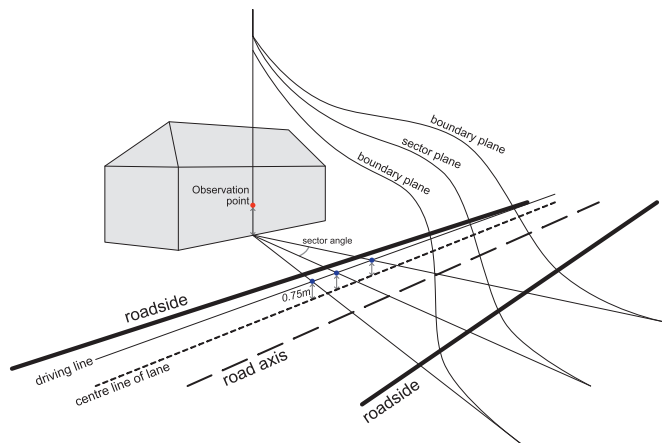 boundary plane
sector plane
boundary plane
Observation
point
sector angle
0.75m
roadside
driving line
centre line of lane
road axis
roadside